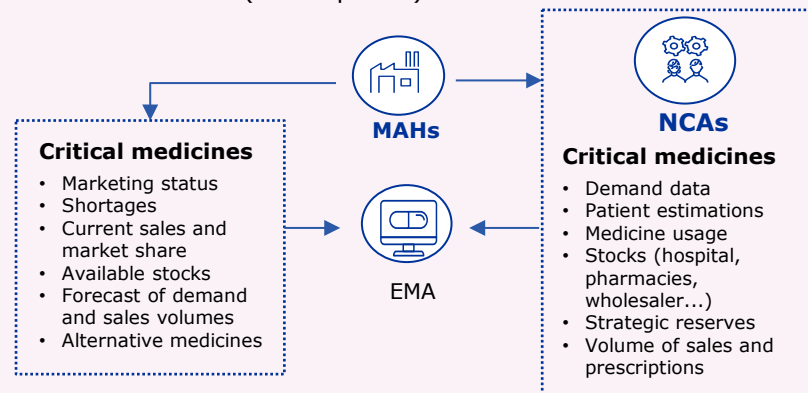 MAHs
NCAs
Critical medicines
• Marketing status
• Shortages
• Current sales and
market share
• Available stocks
• Forecast of demand
and sales volumes
• Alternative medicines
EMA
Critical medicines
• Demand data
• Patient estimations
• Medicine usage
• Stocks (hospital,
pharmacies,
wholesaler...)
• Strategic reserves
• Volume of sales and
prescriptions